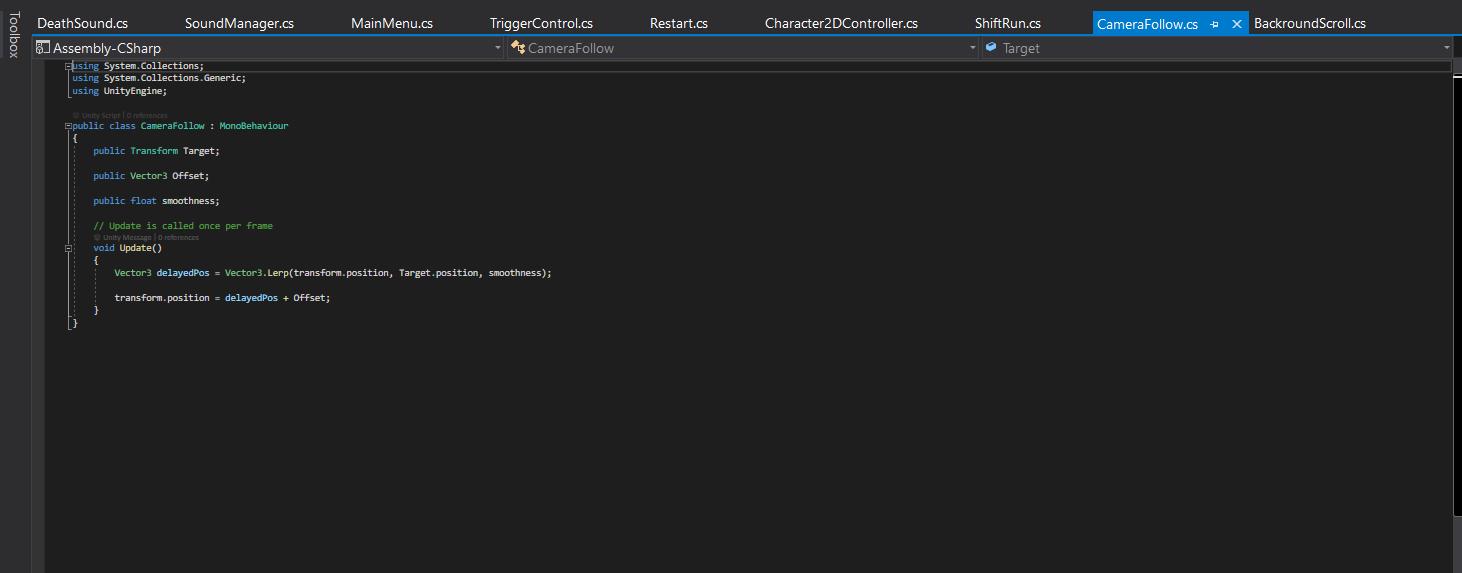 Toolbox
DeathSound.cs SoundManager.cs MainMenu.cs TriggerControl.cs Restart.cs Character2DController.cs ShiftRun.cs CameraFollow.cs BackroundScroll.cs
Assembly-CSharp CameraFollow Target
using System.Collections;
using System.Collections.Generic;
using UnityEngine;
Unity Script | 0 references
public class CameraFollow : MonoBehaviour
{
public Transform Target;
public Vector3 Offset;
public float smoothness;
// Update is called once per frame
Unity Message | 0 references
void Update()
{
Vector3 delayedPos = Vector3.Lerp(transform.position, Target.position, smoothness);
transform.position = delayedPos + Offset;
}
}